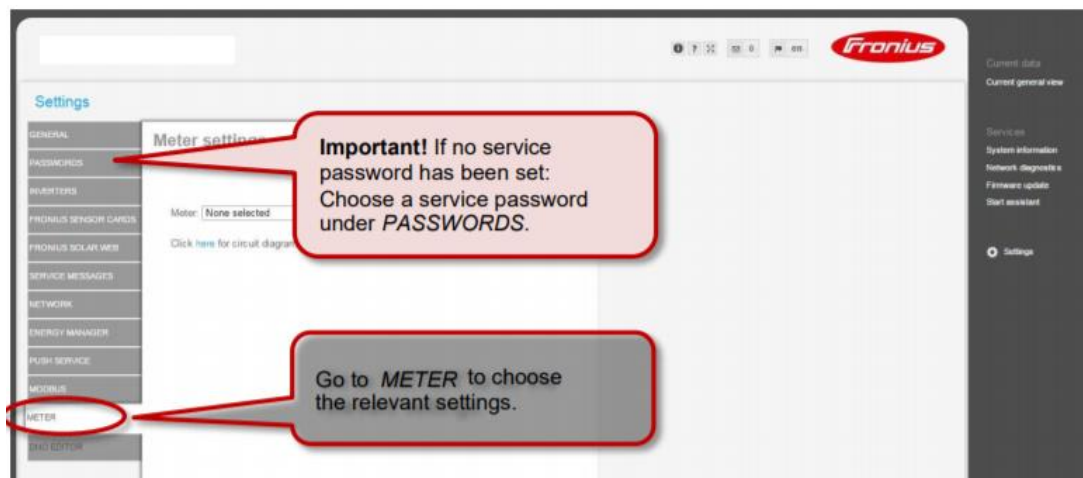 Fronius
0
Current data
Current general view
Services
System information
Network diagnostics
Firmware update
Start assistant
Settings
Settings
GENERAL
PASSWORDS
INVERTERS
FRONIUS SENSOR CARDS
FRONIUS SOLAR.WEB
SERVICE MESSAGES
NETWORK
ENERGY MANAGER
PUSH SERVICE
MODBUS
METER
DNO EDITOR
Meter settings
Meter: None selected
Click here for circuit diagram
Important! If no service
password has been set:
Choose a service password
under PASSWORDS.
Go to METER to choose
the relevant settings.